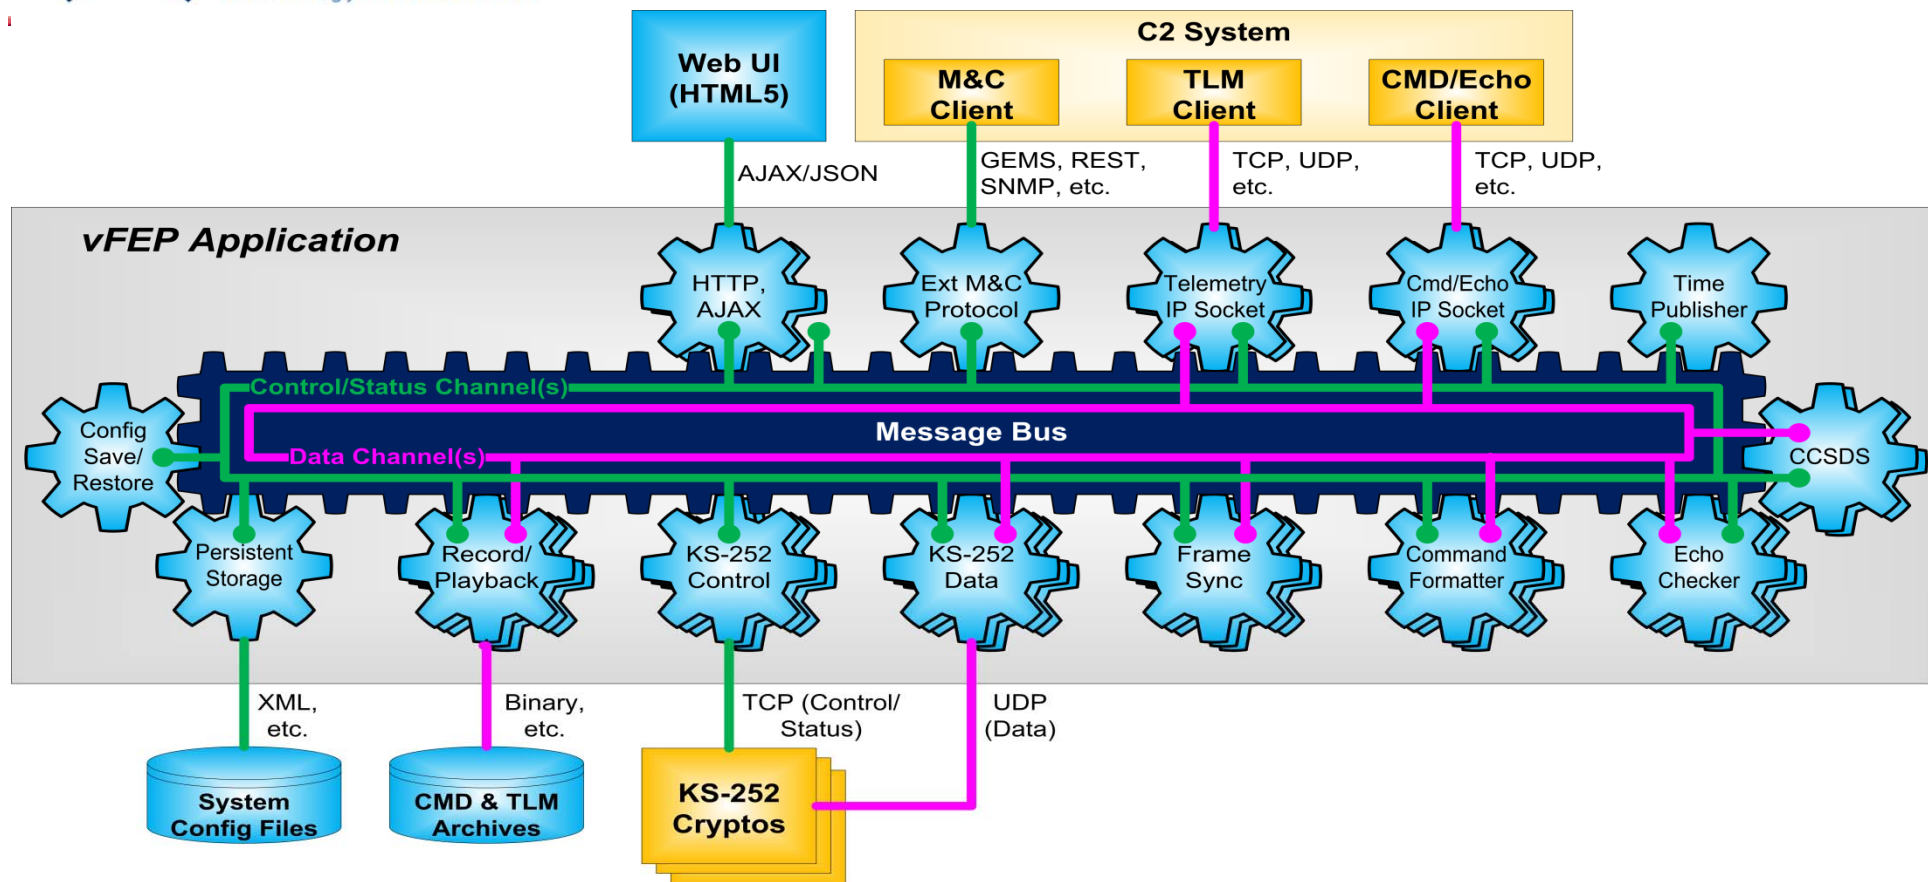 C2 System
Web UI
(HTML5)
M&C
Client
TLM
Client
CMD/Echo
Client
AJAX/JSON
GEMS, REST,
SNMP, etc.
TCP, UDP,
etc.
TCP, UDP,
etc.
vFEP Application
HTTP,
AJAX
Ext M&C
Protocol
Telemetry
IP Socket
Cmd/Echo
IP Socket
Time
Publisher
Control/Status Channel(s)
Message Bus
Data Channel(s)
Config
Save/
Restore
CCSDS
Persistent
Storage
Record/
Playback
KS-252
Control
KS-252
Data
Frame
Sync
Command
Formatter
Echo
Checker
XML,
etc.
Binary,
etc.
TCP (Control/
Status)
UDP
(Data)
System
Config Files
CMD & TLM
Archives
KS-252
Cryptos